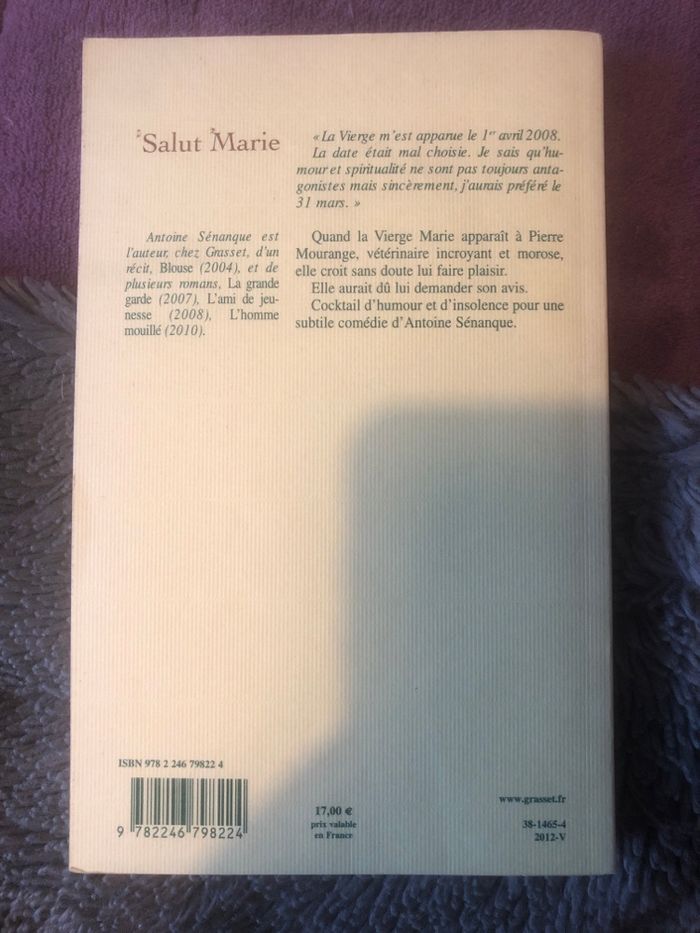 Salut Marie
« La Vierge m'est apparue le 1er avril 2008.
La date était mal choisie. Je sais qu'hu-
mour et spiritualité ne sont pas toujours anta-
gonistes mais sincèrement, j'aurais préféré le
31 mars. »
Antoine Sénanque est
l'auteur, chez Grasset, d'un
récit, Blouse (2004), et de
plusieurs romans, La grande
garde (2007), L'ami de jeu-
nesse (2008), L'homme
mouillé (2010).
Quand la Vierge Marie apparaît à Pierre
Mourange, vétérinaire incroyant et morose,
elle croit sans doute lui faire plaisir.
Elle aurait dû lui demander son avis.
Cocktail d'humour et d'insolence pour une
subtile comédie d'Antoine Sénanque.
ISBN 978 2 246 79822 4
9 782246 798224
17,00 €
prix valable
en France
www.grasset.fr
38-1465-4
2012-V